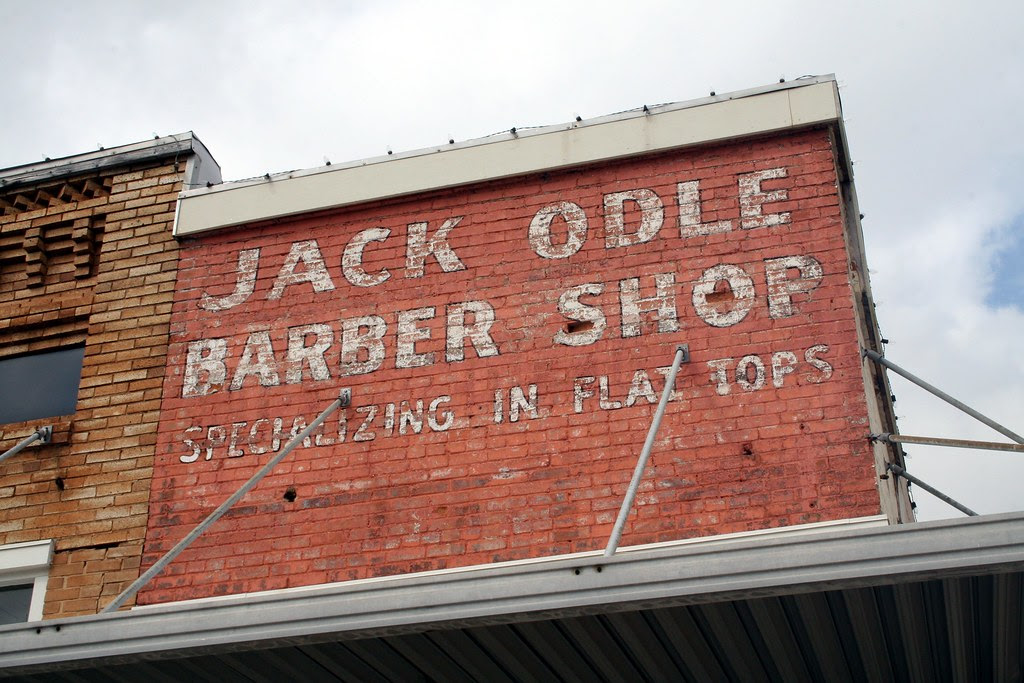 JACK ODLE
BARBER SHOP
SPECIALIZING IN FLAT TOPS